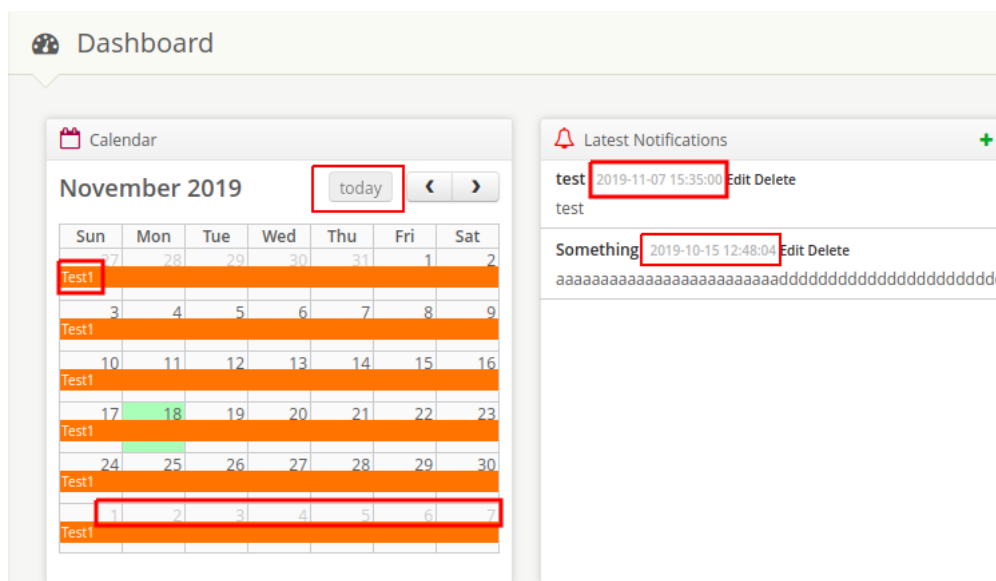 Dashboard
Calendar
November 2019 today
Sun Mon Tue Wed Thu Fri Sat
27 28 29 30 31 1 2
Test1
3 4 5 6 7 8 9
Test1
10 11 12 13 14 15 16
Test1
17 18 19 20 21 22 23
Test1
24 25 26 27 28 29 30
Test1
1 2 3 4 5 6 7
Test1
Latest Notifications
test 2019-11-07 15:35:00 Edit Delete
test
Something 2019-10-15 12:48:04 Edit Delete